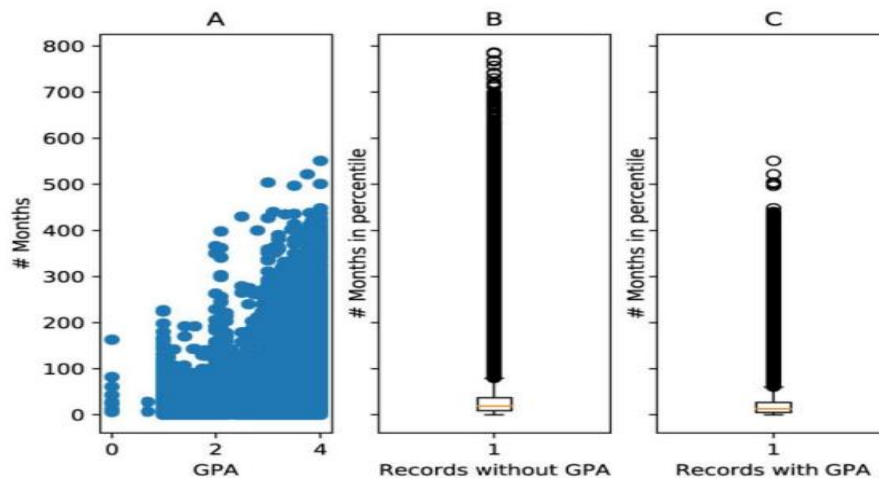 A
B
C
800
700
600
500
400
300
200
100
0
# Months
# Months in percentile
# Months in percentile
0 2 4
1
1
GPA
Records without GPA
Records with GPA